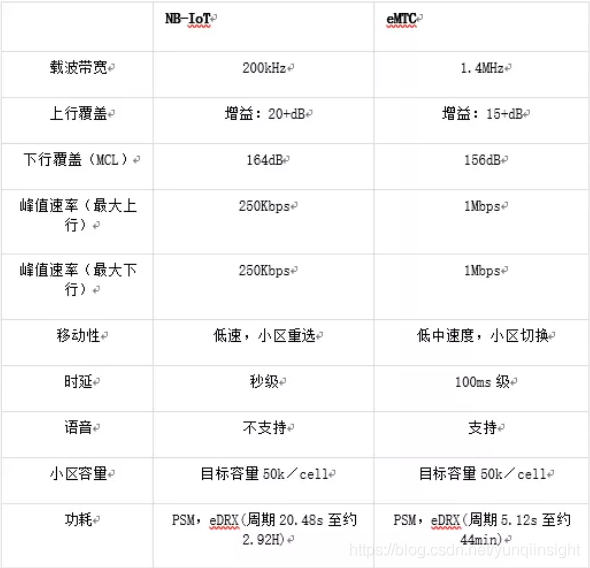 NB-IoT eMTC
载波带宽 200kHz 1.4MHz
上行覆盖 增益：20+dB 增益：15+dB
下行覆盖（MCL） 164dB 156dB
峰值速率（最大上行） 250Kbps 1Mbps
峰值速率（最大下行） 250Kbps 1Mbps
移动性 低速，小区重选 低中速度，小区切换
时延 秒级 100ms 级
语音 不支持 支持
小区容量 目标容量 50k／cell 目标容量 50k／cell
功耗 PSM，eDRX(周期 20.48s 至约 2.92H) PSM，eDRX(周期 5.12s 至约 44min)
https://blog.csdn.net/yunqiinsight